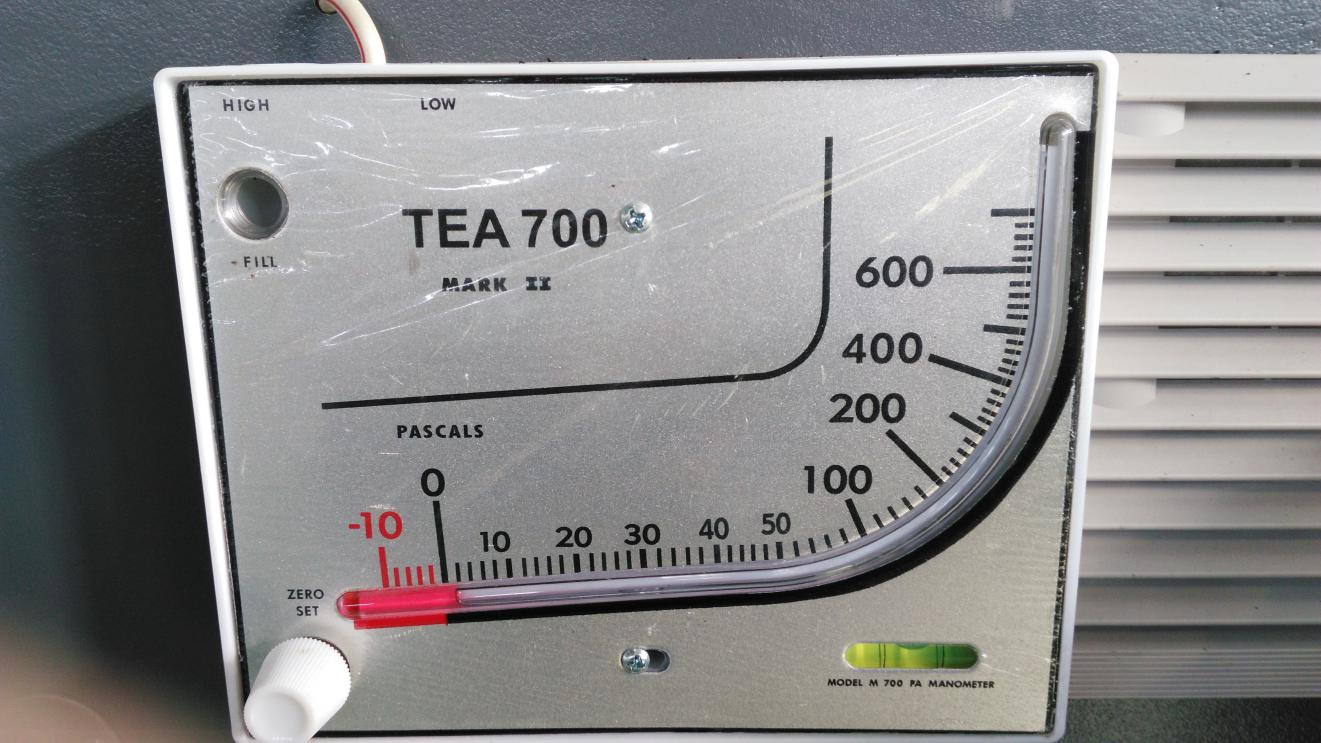 HIGH LOW
FILL
TEA 700
MARK II
600
400
200
100
PASCALS
0
-10 10 20 30 40 50
ZERO
SET
MODEL M 700 PA MANOMETER